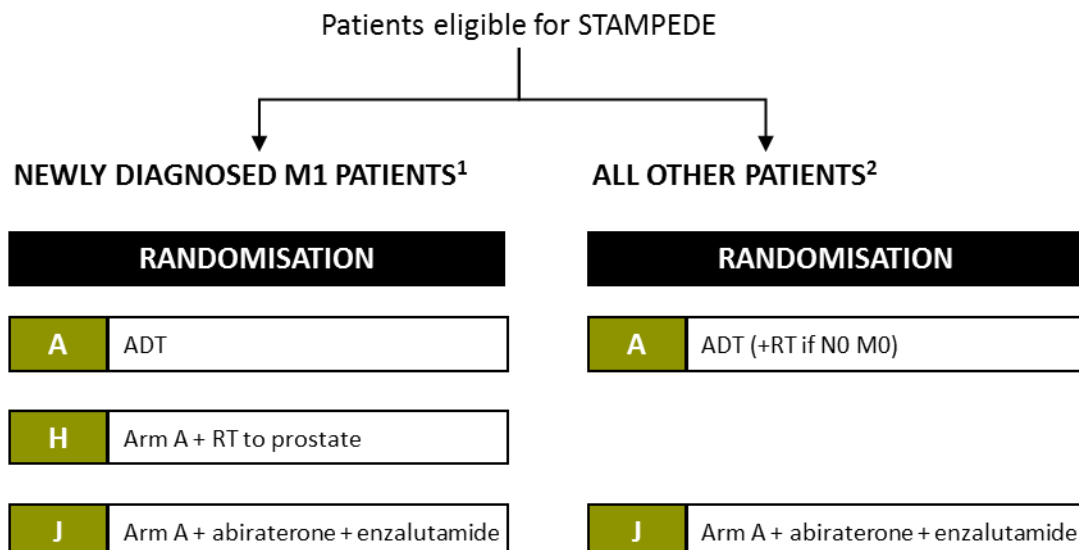 Patients eligible for STAMPEDE
NEWLY DIAGNOSED M1 PATIENTS¹
ALL OTHER PATIENTS²
RANDOMISATION
RANDOMISATION
A ADT
A ADT (+RT if N0 M0)
H Arm A + RT to prostate
J Arm A + abiraterone + enzalutamide
J Arm A + abiraterone + enzalutamide